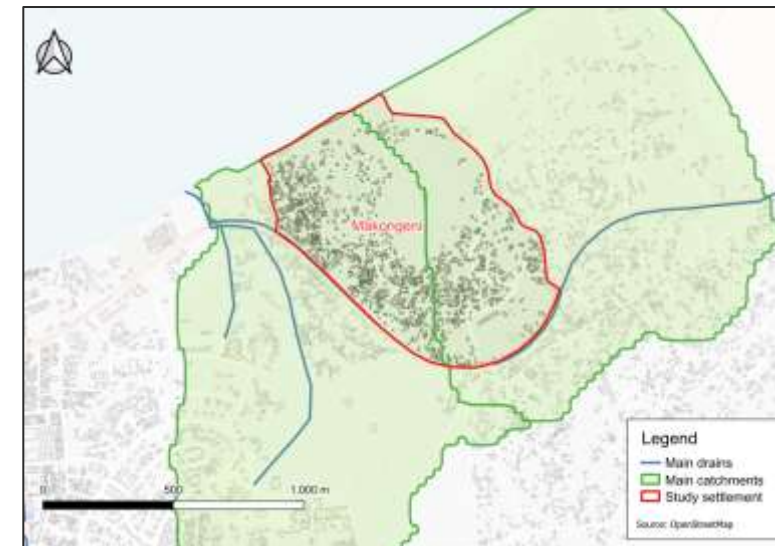 Makongeni
0
500
1.000 m
Legend
Main drains
Main catchments
Study settlement
Source: OpenStreetMap